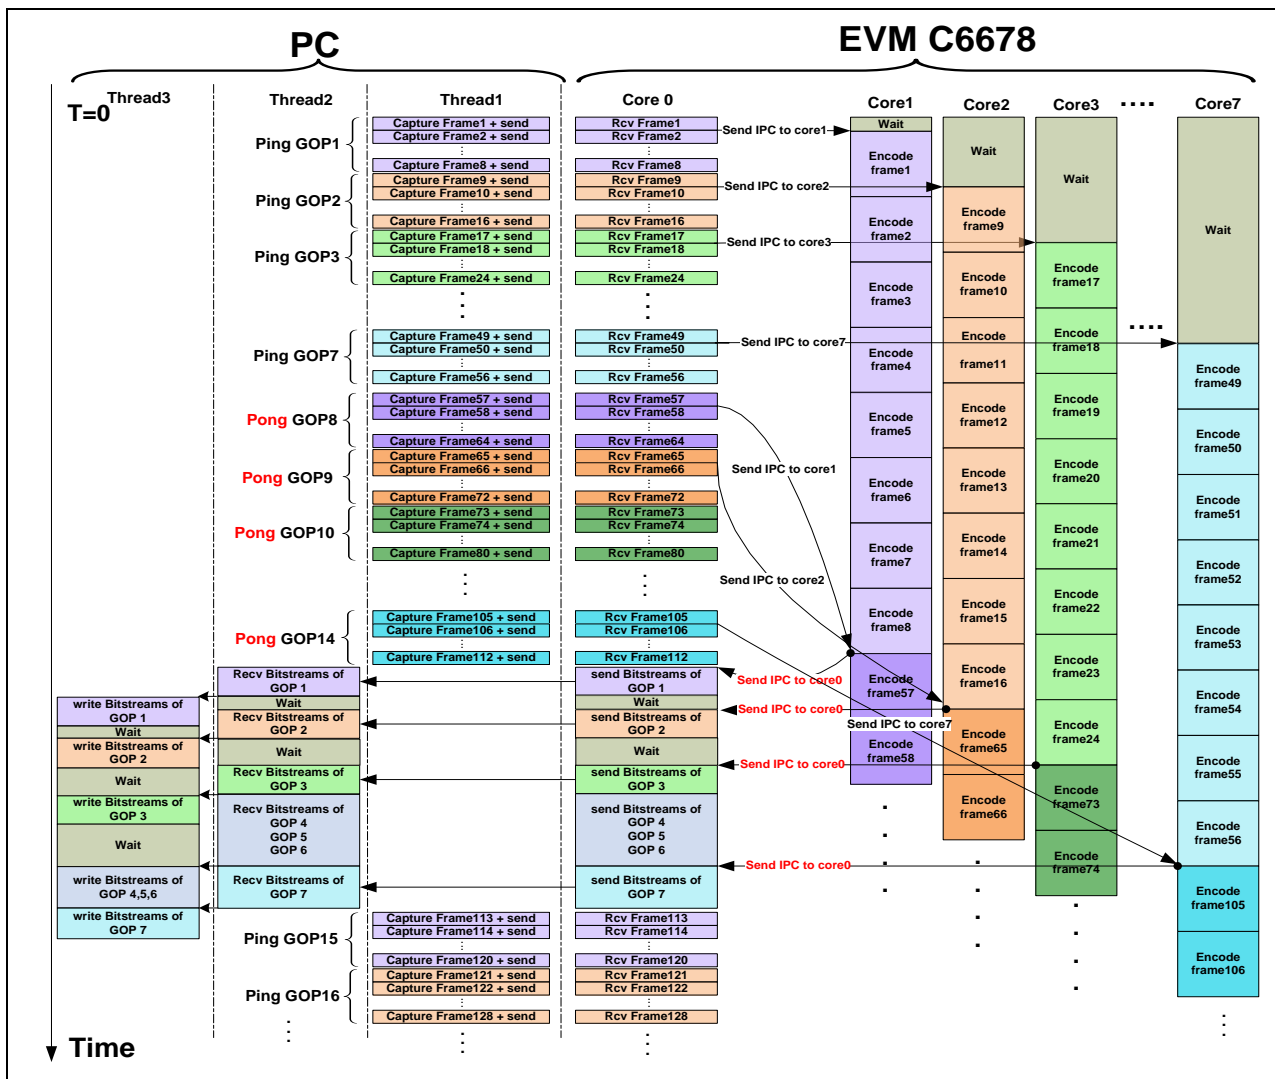 PC
EVM C6678
T=0
Thread3
Thread2
Thread1
Core 0
Core1
Core2
Core3
Core7
Ping GOP1
Capture Frame1 + send
Capture Frame2 + send
Capture Frame8 + send
Rcv Frame1
Rcv Frame2
Rcv Frame8
Send IPC to core1
Ping GOP2
Capture Frame9 + send
Capture Frame10 + send
Capture Frame16 + send
Rcv Frame9
Rcv Frame10
Rcv Frame16
Send IPC to core2
Ping GOP3
Capture Frame17 + send
Capture Frame18 + send
Capture Frame24 + send
Rcv Frame17
Rcv Frame18
Rcv Frame24
Send IPC to core3
Ping GOP7
Capture Frame49 + send
Capture Frame50 + send
Capture Frame56 + send
Rcv Frame49
Rcv Frame50
Rcv Frame56
Send IPC to core7
Pong GOP8
Capture Frame57 + send
Capture Frame58 + send
Capture Frame64 + send
Rcv Frame57
Rcv Frame58
Rcv Frame64
Send IPC to core1
Pong GOP9
Capture Frame65 + send
Capture Frame66 + send
Capture Frame72 + send
Rcv Frame65
Rcv Frame66
Rcv Frame72
Send IPC to core2
Pong GOP10
Capture Frame73 + send
Capture Frame74 + send
Capture Frame80 + send
Rcv Frame73
Rcv Frame74
Rcv Frame80
Pong GOP14
Capture Frame105 + send
Capture Frame106 + send
Capture Frame112 + send
Rcv Frame105
Rcv Frame106
Rcv Frame112
Send IPC to core7
write Bitstreams of
GOP 1
Wait
write Bitstreams of
GOP 2
Wait
write Bitstreams of
GOP 3
Wait
write Bitstreams of
GOP 4,5,6
write Bitstreams of
GOP 7
Recv Bitstreams of
GOP 1
Wait
Recv Bitstreams of
GOP 2
Wait
Recv Bitstreams of
GOP 3
Recv Bitstreams of
GOP 4
GOP 5
GOP 6
Recv Bitstreams of
GOP 7
send Bitstreams of
GOP 1
Wait
send Bitstreams of
GOP 2
Wait
send Bitstreams of
GOP 3
send Bitstreams of
GOP 4
GOP 5
GOP 6
send Bitstreams of
GOP 7
Send IPC to core0
Send IPC to core0
Send IPC to core0
Send IPC to core0
Ping GOP15
Capture Frame113 + send
Capture Frame114 + send
Capture Frame120 + send
Rcv Frame113
Rcv Frame114
Rcv Frame120
Ping GOP16
Capture Frame121 + send
Capture Frame122 + send
Capture Frame128 + send
Rcv Frame121
Rcv Frame122
Rcv Frame128
Wait
Encode
frame1
Encode
frame2
Encode
frame3
Encode
frame4
Encode
frame5
Encode
frame6
Encode
frame7
Encode
frame8
Encode
frame57
Encode
frame58
Wait
Encode
frame9
Encode
frame10
Encode
frame11
Encode
frame12
Encode
frame13
Encode
frame14
Encode
frame15
Encode
frame16
Encode
frame65
Encode
frame66
Wait
Encode
frame17
Encode
frame18
Encode
frame19
Encode
frame20
Encode
frame21
Encode
frame22
Encode
frame23
Encode
frame24
Encode
frame73
Encode
frame74
Wait
Encode
frame49
Encode
frame50
Encode
frame51
Encode
frame52
Encode
frame53
Encode
frame54
Encode
frame55
Encode
frame56
Encode
frame105
Encode
frame106
Time